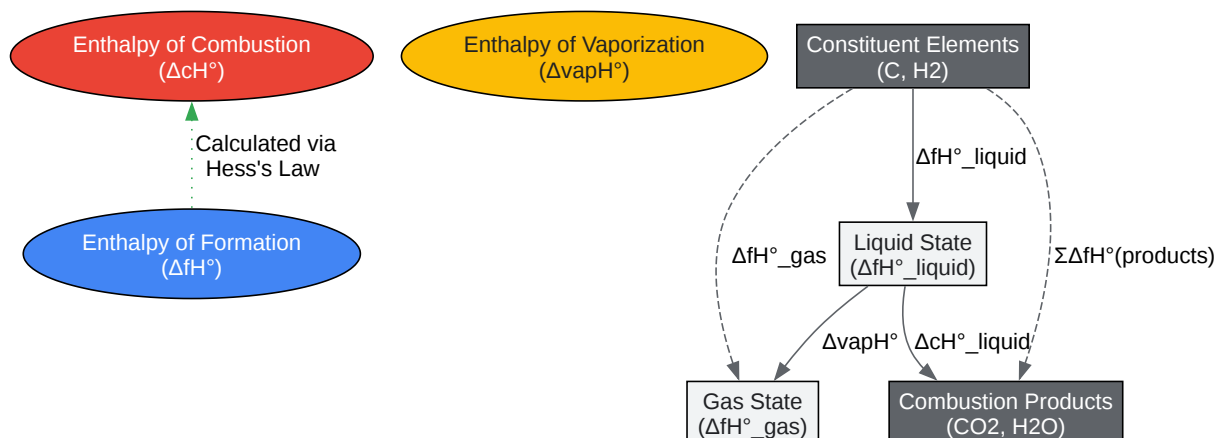 Enthalpy of Combustion
(ΔcH°)
Enthalpy of Vaporization
(ΔvapH°)
Constituent Elements
(C, H2)
Calculated via
Hess's Law
ΔfH°_liquid
Enthalpy of Formation
(ΔfH°)
ΔfH°_gas
Liquid State
(ΔfH°_liquid)
ΣΔfH°(products)
ΔvapH°
ΔcH°_liquid
Gas State
(ΔfH°_gas)
Combustion Products
(CO2, H2O)